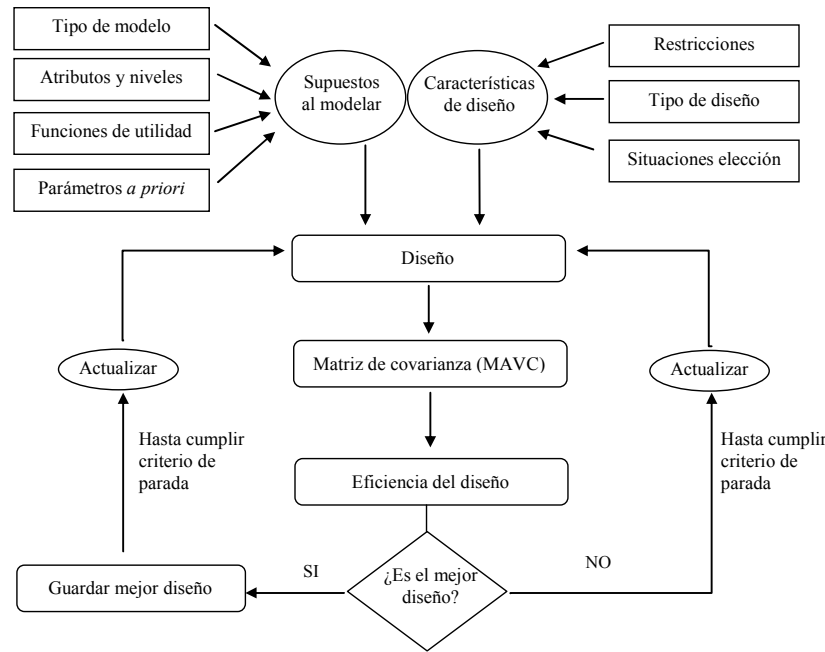 Tipo de modelo
Atributos y niveles
Funciones de utilidad
Parámetros a priori
Supuestos
al modelar
Características
de diseño
Restricciones
Tipo de diseño
Situaciones elección
Diseño
Matriz de covarianza (MAVC)
Eficiencia del diseño
¿Es el mejor
diseño?
SI
NO
Guardar mejor diseño
Hasta cumplir
criterio de
parada
Actualizar
Hasta cumplir
criterio de
parada
Actualizar